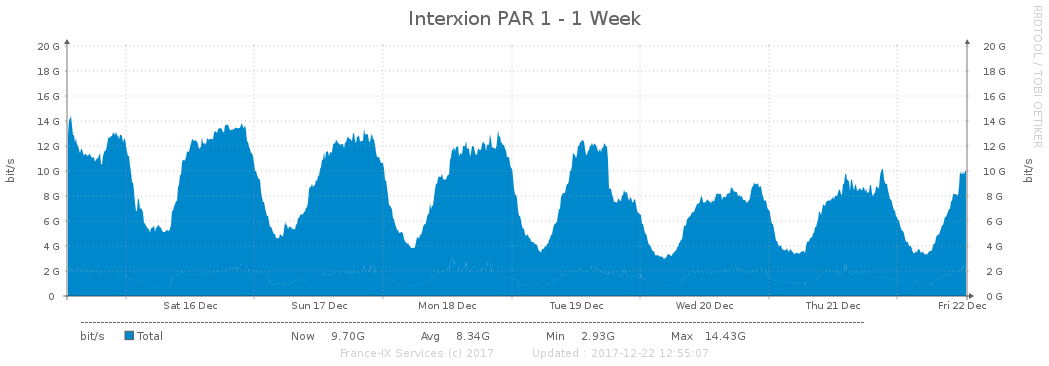 Interxion PAR 1 - 1 Week
RRDTOOL / TOBI OETIKER
20 G 20 G
18 G 18 G
16 G 16 G
14 G 14 G
12 G 12 G
10 G 10 G
8 G 8 G
6 G 6 G
4 G 4 G
2 G 2 G
0 0 G
bit/s bit/s
Sat 16 Dec Sun 17 Dec Mon 18 Dec Tue 19 Dec Wed 20 Dec Thu 21 Dec Fri 22 Dec
bit/s Total Now 9.70G Avg 8.34G Min 2.93G Max 14.43G
France-IX Services (c) 2017 Updated : 2017-12-22 12:55:07